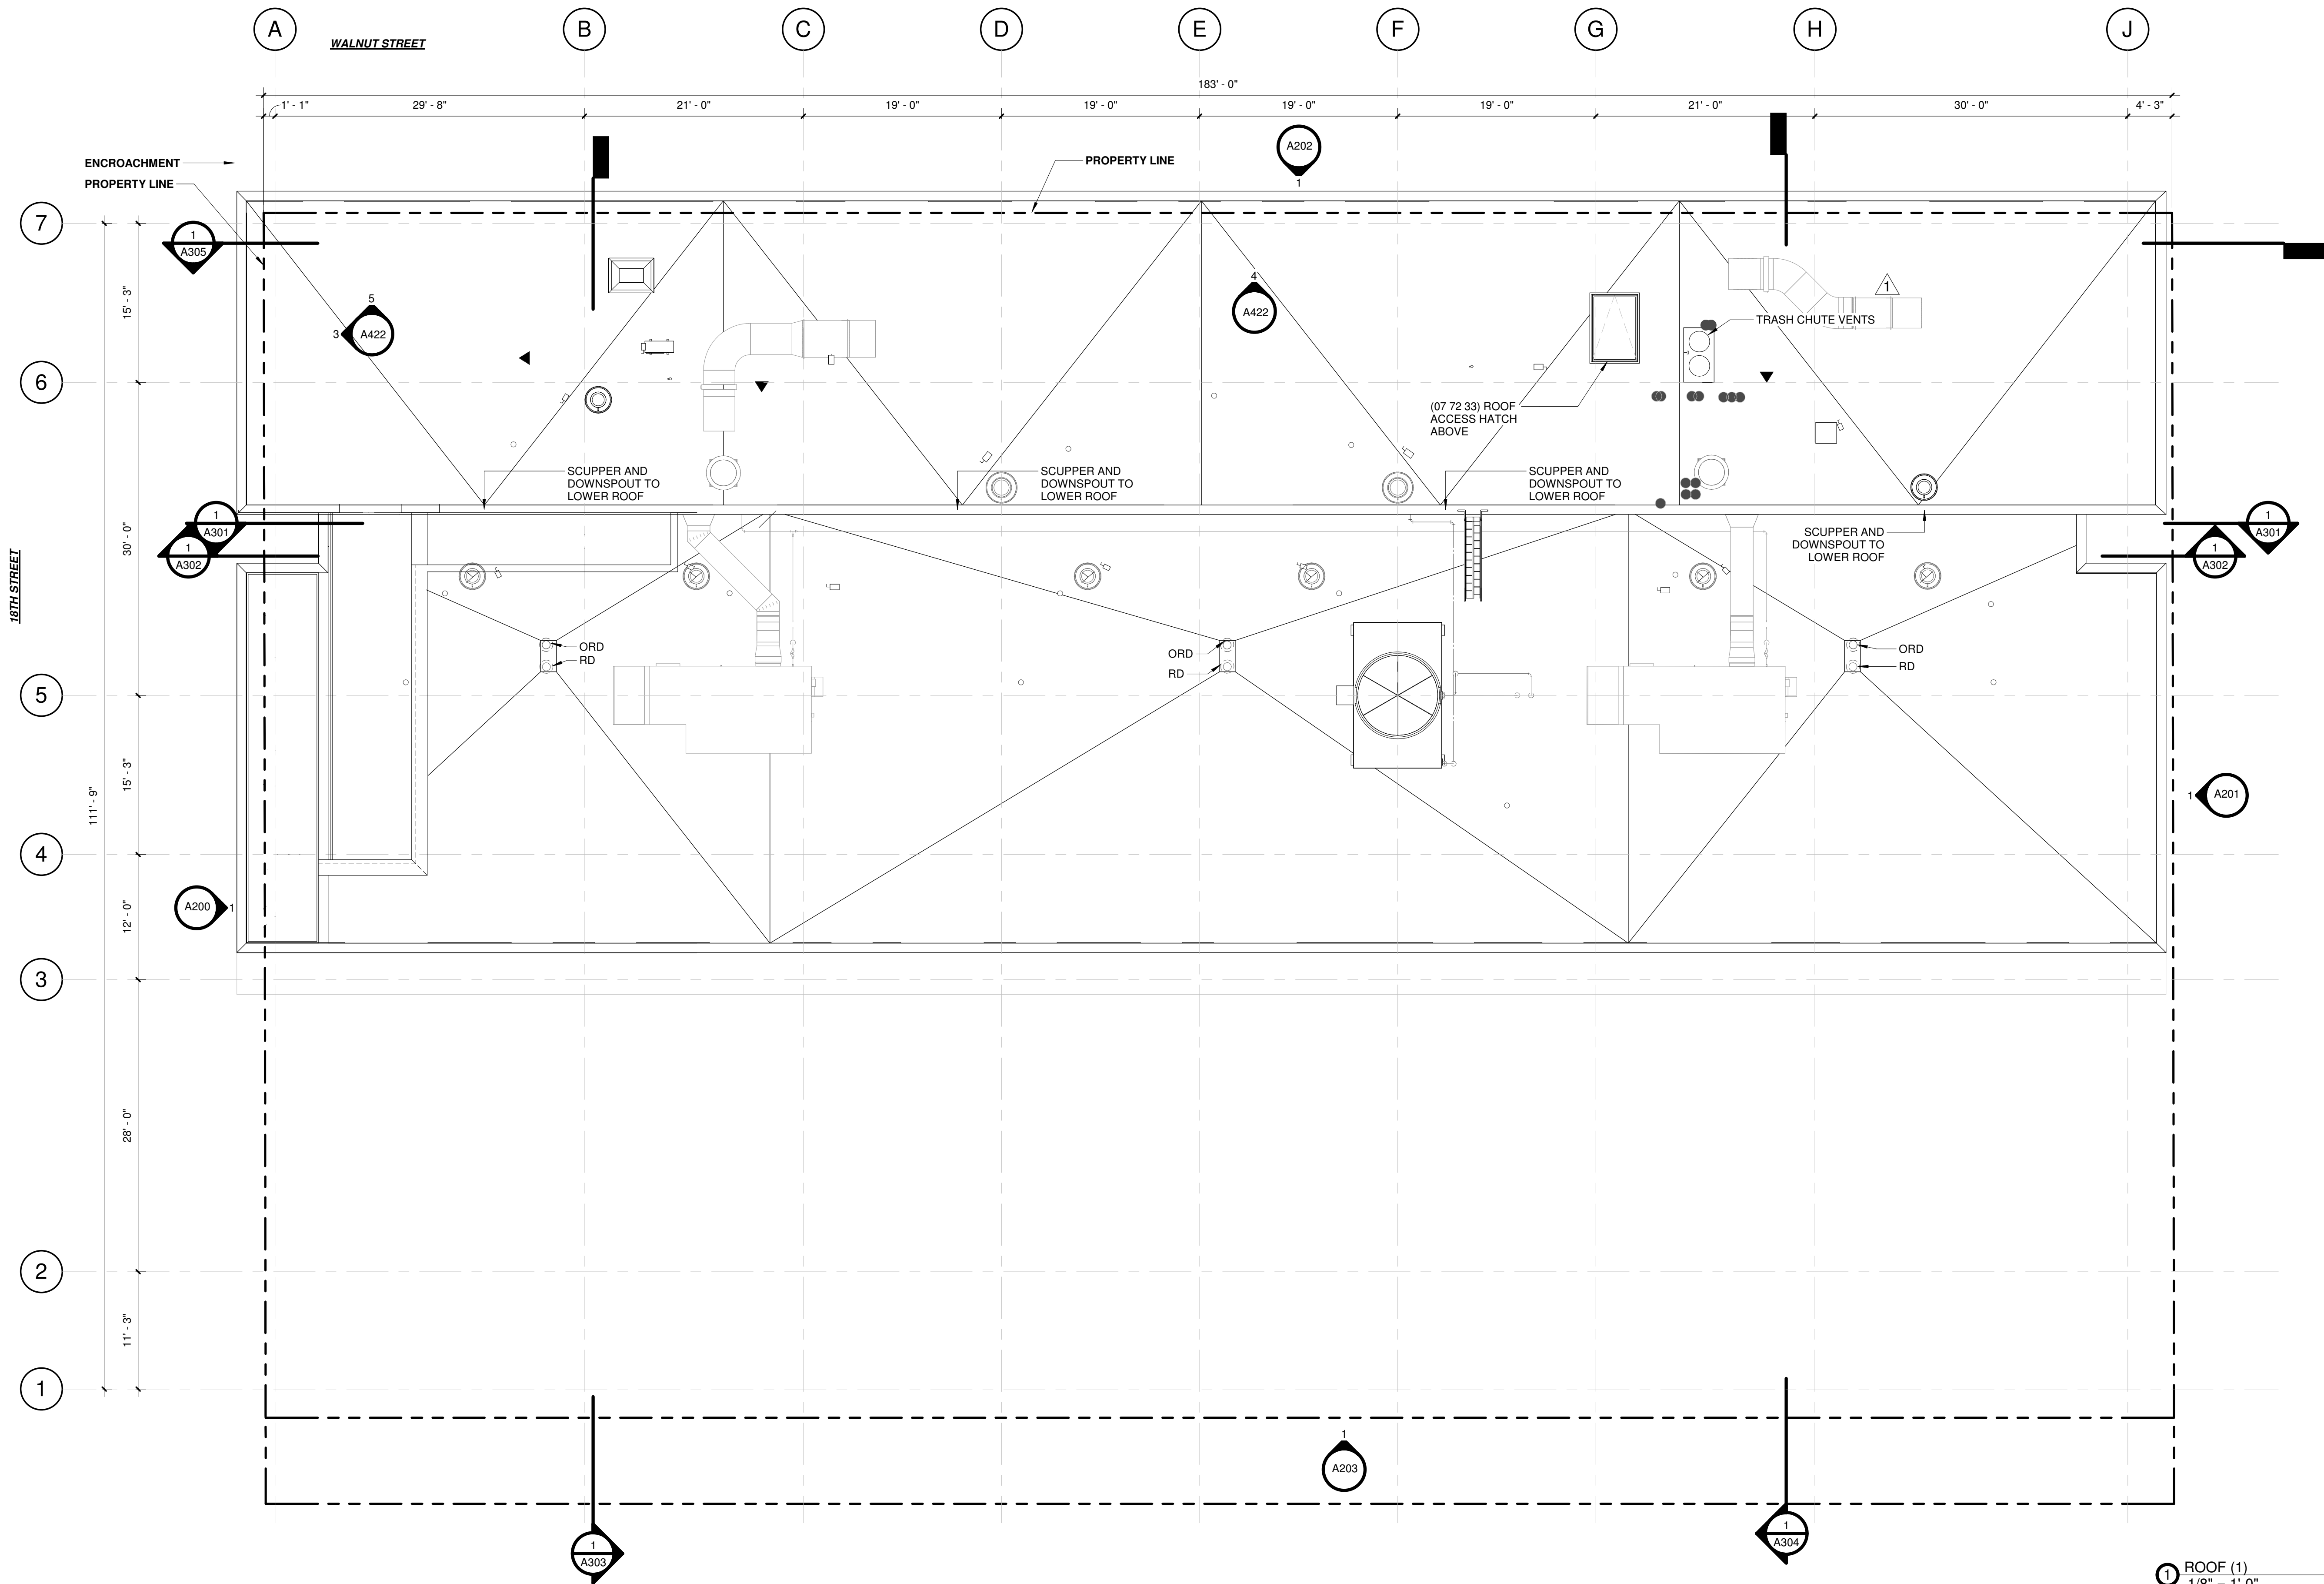 A
B
C
D
E
F
G
H
J
WALNUT STREET
183' - 0"
1' - 1"
29' - 8"
21' - 0"
19' - 0"
19' - 0"
19' - 0"
19' - 0"
21' - 0"
30' - 0"
4' - 3"
ENCROACHMENT
PROPERTY LINE
PROPERTY LINE
A202
1
7
1
A305
15' - 3"
5
3
A422
4
A422
1
TRASH CHUTE VENTS
6
(07 72 33) ROOF
ACCESS HATCH
ABOVE
SCUPPER AND
DOWNSPOUT TO
LOWER ROOF
SCUPPER AND
DOWNSPOUT TO
LOWER ROOF
SCUPPER AND
DOWNSPOUT TO
LOWER ROOF
SCUPPER AND
DOWNSPOUT TO
LOWER ROOF
1
A301
1
A302
1
A301
1
A302
18TH STREET
30' - 0"
ORD
RD
ORD
RD
ORD
RD
5
15' - 3"
111' - 9"
1
A201
4
A200
1
12' - 0"
3
28' - 0"
2
11' - 3"
1
1
A203
1
A303
1
A304
1
ROOF (1)
1/8" = 1'-0"